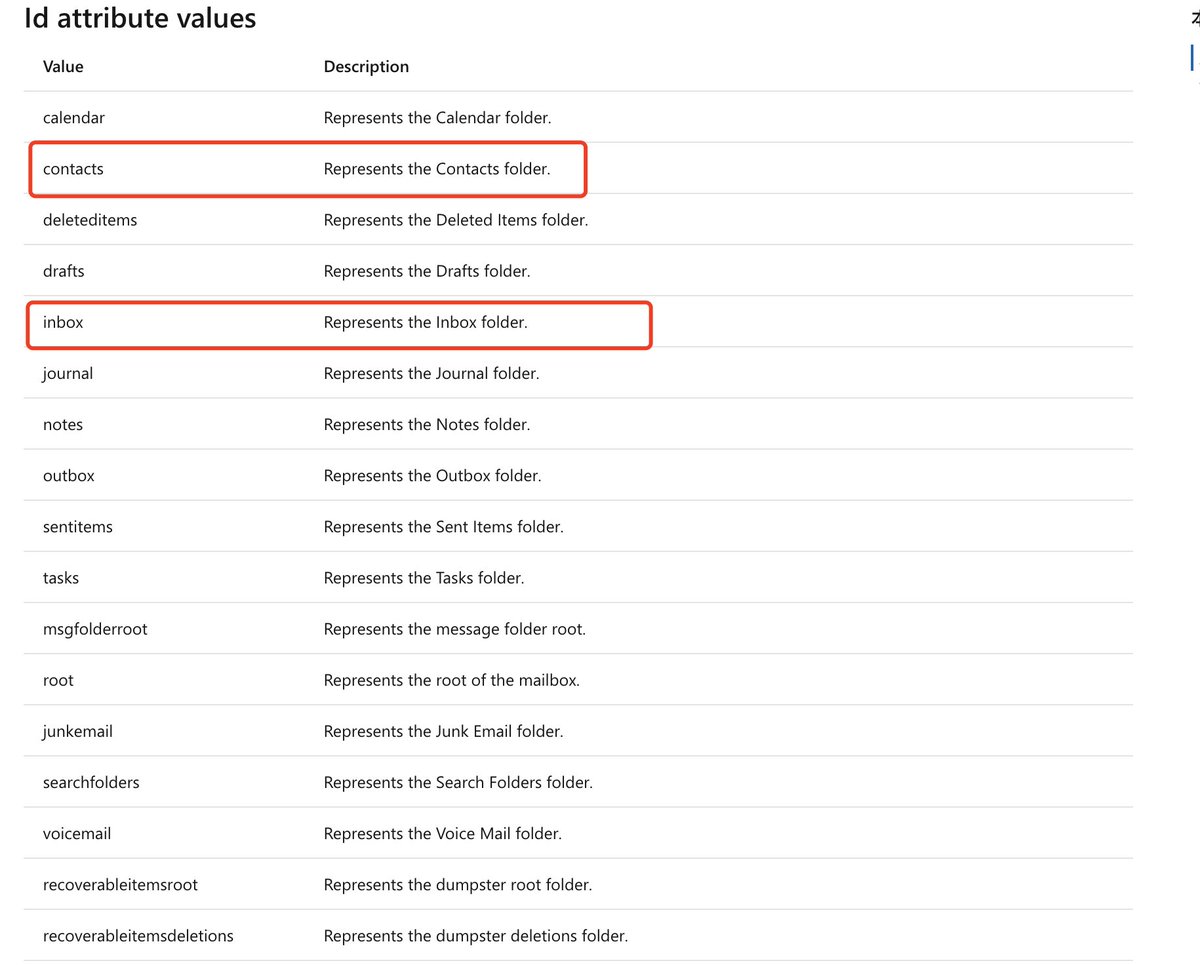 Id attribute values
Value Description
calendar Represents the Calendar folder.
contacts Represents the Contacts folder.
deleteditems Represents the Deleted Items folder.
drafts Represents the Drafts folder.
inbox Represents the Inbox folder.
journal Represents the Journal folder.
notes Represents the Notes folder.
outbox Represents the Outbox folder.
sentitems Represents the Sent Items folder.
tasks Represents the Tasks folder.
msgfolderroot Represents the message folder root.
root Represents the root of the mailbox.
junkemail Represents the Junk Email folder.
searchfolders Represents the Search Folders folder.
voicemail Represents the Voice Mail folder.
recoverableitemsroot Represents the dumpster root folder.
recoverableitemsdeletions Represents the dumpster deletions folder.